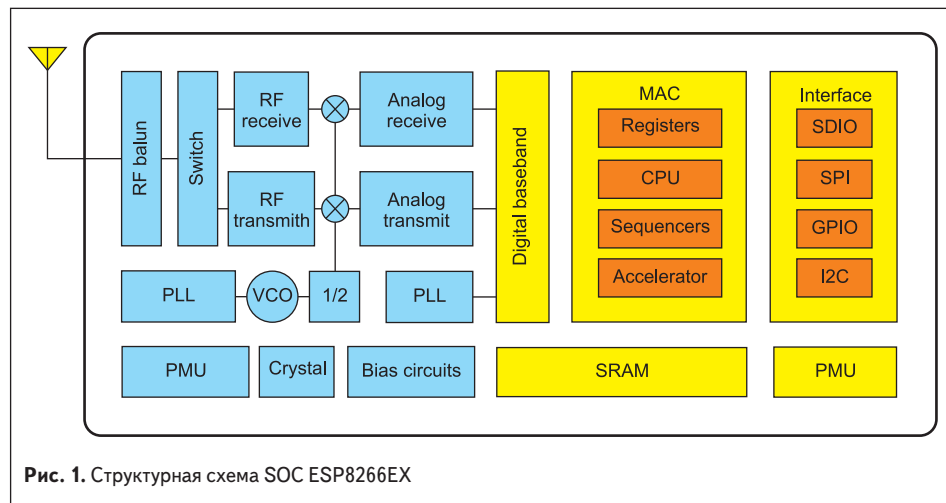 RF balun
Switch
RF
receive
Analog
receive
RF
transmith
Analog
transmit
PLL
VCO
1/2
PLL
Digital baseband
MAC
Registers
CPU
Sequencers
Accelerator
Interface
SDIO
SPI
GPIO
I2C
PMU
Crystal
Bias circuits
SRAM
PMU
Рис. 1. Структурная схема SOC ESP8266EX